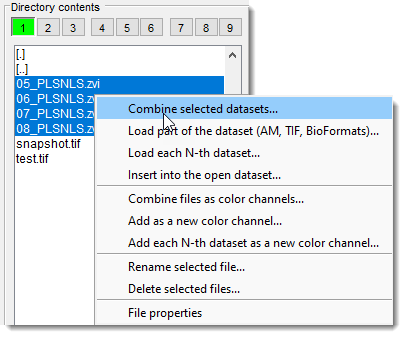 Directory contents
1 2 3 4 5 6 7 8 9
[.]
[..]
05_PLSNLS.zvi
06_PLSNLS.zv
07_PLSNLS.zv
08_PLSNLS.zv
snapshot.tif
test.tif
Combine selected datasets...
Load part of the dataset (AM, TIF, BioFormats)...
Load each N-th dataset...
Insert into the open dataset...
Combine files as color channels...
Add as a new color channel...
Add each N-th dataset as a new color channel...
Rename selected file...
Delete selected files...
File properties